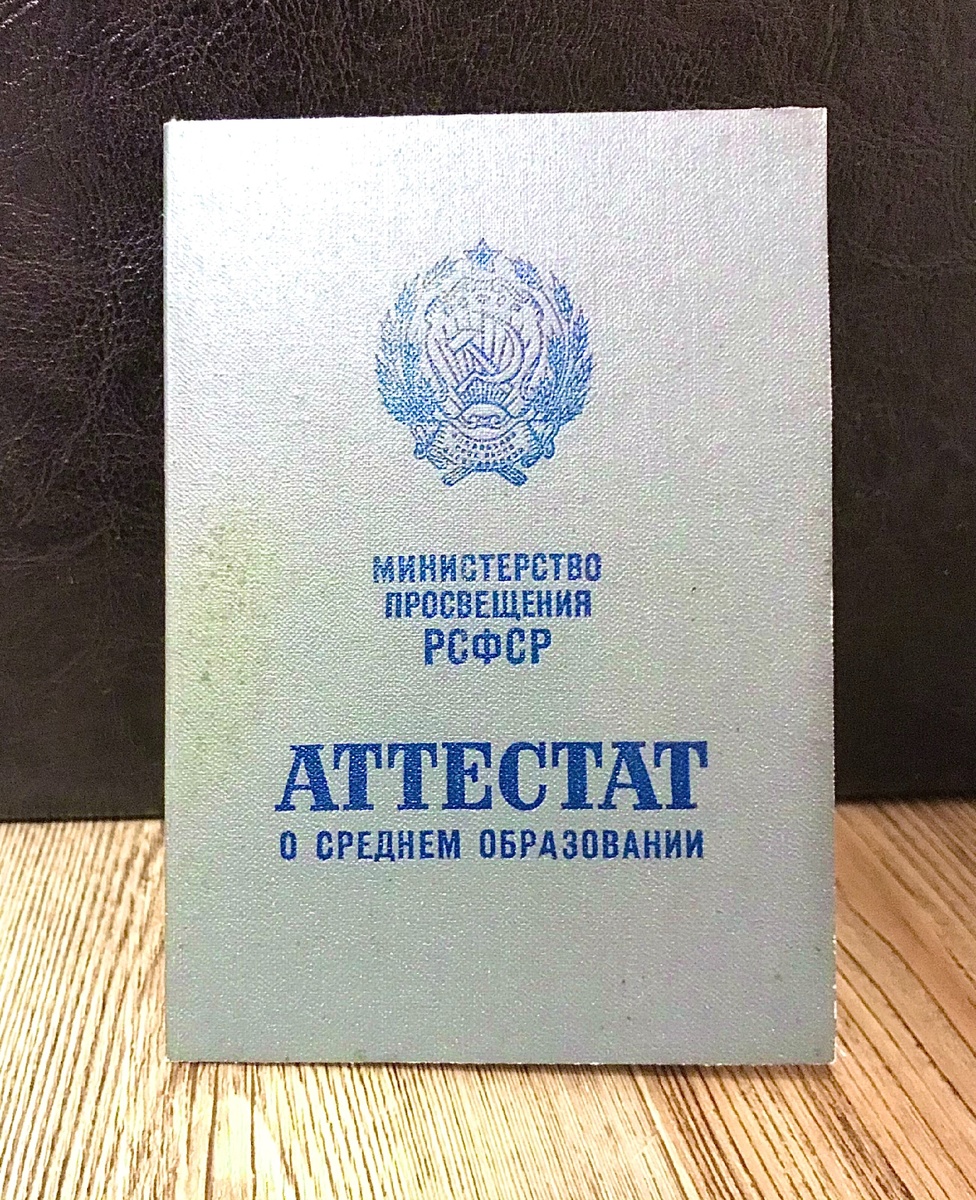 МИНИСТЕРСТВО
ПРОСВЕЩЕНИЯ
РСФСР
АТТЕСТАТ
О СРЕДНЕМ ОБРАЗОВАНИИ